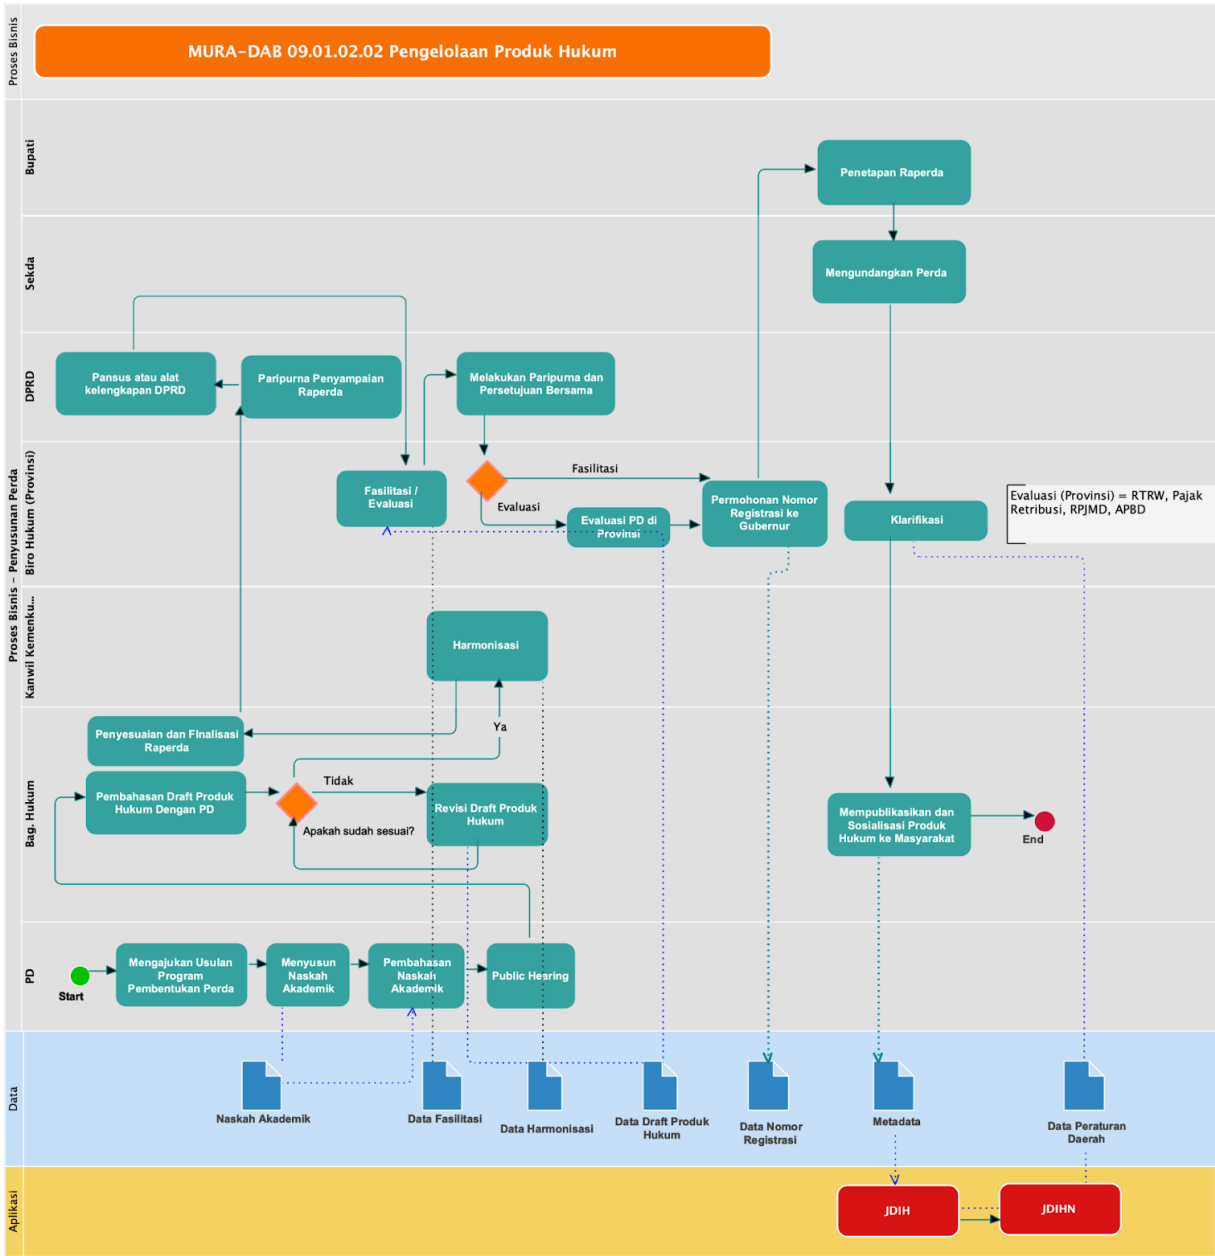 Proses Bisnis
MURA-DAB 09.01.02.02 Pengelolaan Produk Hukum
Proses Bisnis - Penyusunan Perda
Bupati
Penetapan Raperda
Sekda
Mengundangkan Perda
DPRD
Pansus atau alat
kelengkapan DPRD
Paripurna Penyampaian
Raperda
Melakukan Paripurna dan
Persetujuan Bersama
Biro Hukum (Provinsi)
Fasilitasi /
Evaluasi
Fasilitasi
Evaluasi
Evaluasi PD di
Provinsi
Permohonan Nomor
Registrasi ke
Gubernur
Klarifikasi
Evaluasi (Provinsi) = RTRW, Pajak
Retribusi, RPJMD, APBD
Kanwil Kemenku...
Harmonisasi
Bag. Hukum
Penyesuaian dan FInalisasi
Raperda
Ya
Pembahasan Draft Produk
Hukum Dengan PD
Tidak
Apakah sudah sesuai?
Revisi Draft Produk
Hukum
Mempublikasikan dan
Sosialisasi Produk
Hukum ke Masyarakat
End
PD
Start
Mengajukan Usulan
Program
Pembentukan Perda
Menyusun
Naskah
Akademik
Pembahasan
Naskah
Akademik
Public Hearing
Data
Naskah Akademik
Data Fasilitasi
Data Harmonisasi
Data Draft Produk
Hukum
Data Nomor
Registrasi
Metadata
Data Peraturan
Daerah
Aplikasi
JDIH
JDIHN